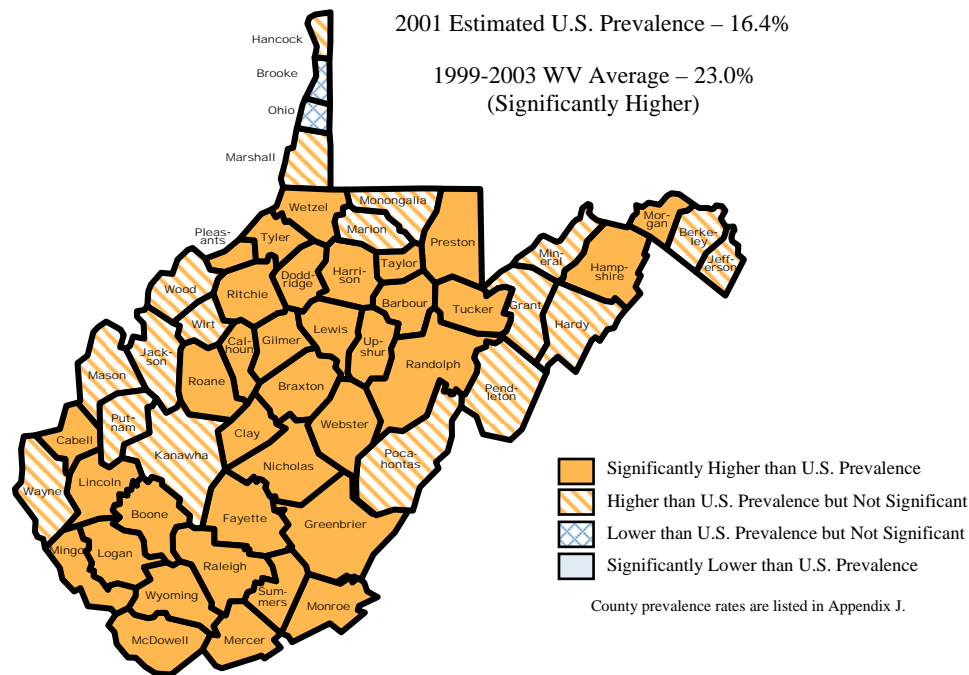 2001 Estimated U.S. Prevalence – 16.4%
1999-2003 WV Average – 23.0%
(Significantly Higher)
Hancock
Brooke
Ohio
Marshall
Wetzel
Monongalia
Marion
Preston
Pleas-
ants
Tyler
Dodd-
ridge
Harri-
son
Taylor
Barbour
Tucker
Mineral
Hamp-
shire
Mor-
gan
Berke-
ley
Jeff-
erson
Grant
Hardy
Wood
Ritchie
Wirt
Cal-
houn
Gilmer
Lewis
Up-
shur
Randolph
Pend-
leton
Mason
Jack-
son
Roane
Braxton
Webster
Poca-
hontas
Put-
nam
Kanawha
Clay
Nicholas
Cabell
Wayne
Lincoln
Boone
Fayette
Greenbrier
Mingo
Logan
Raleigh
Wyoming
Sum-
mers
Monroe
McDowell
Mercer
Significantly Higher than U.S. Prevalence
Higher than U.S. Prevalence but Not Significant
Lower than U.S. Prevalence but Not Significant
Significantly Lower than U.S. Prevalence
County prevalence rates are listed in Appendix J.